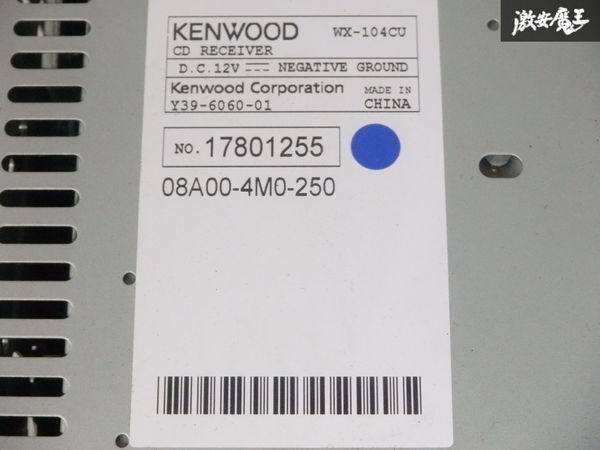 激安魔王
KENWOOD WX-104CU
CD RECEIVER
D.C.12V NEGATIVE GROUND
Kenwood Corporation MADE IN
Y39-6060-01 CHINA
NO. 17801255
08A00-4M0-250